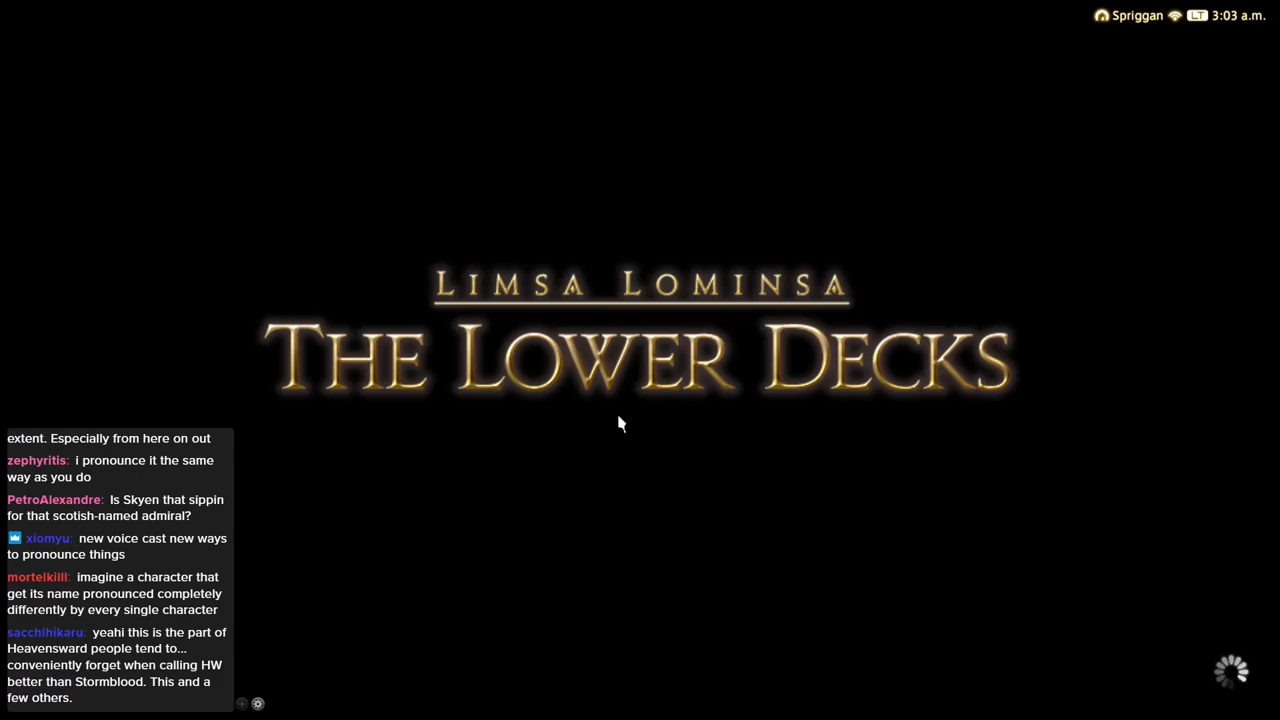 Spriggan LT 3:03 a.m.
LIMSA LOMINSA
THE LOWER DECKS
extent. Especially from here on out
zephyritis: i pronounce it the same
way as you do
PetroAlexandre: Is Skyen that sippin
for that scotish-named admiral?
xiomyu: new voice cast new ways
to pronounce things
mortelkilll: imagine a character that
get its name pronounced completely
differently by every single character
sacchihikaru: yeahi this is the part of
Heavensward people tend to...
conveniently forget when calling HW
better than Stormblood. This and a
few others.